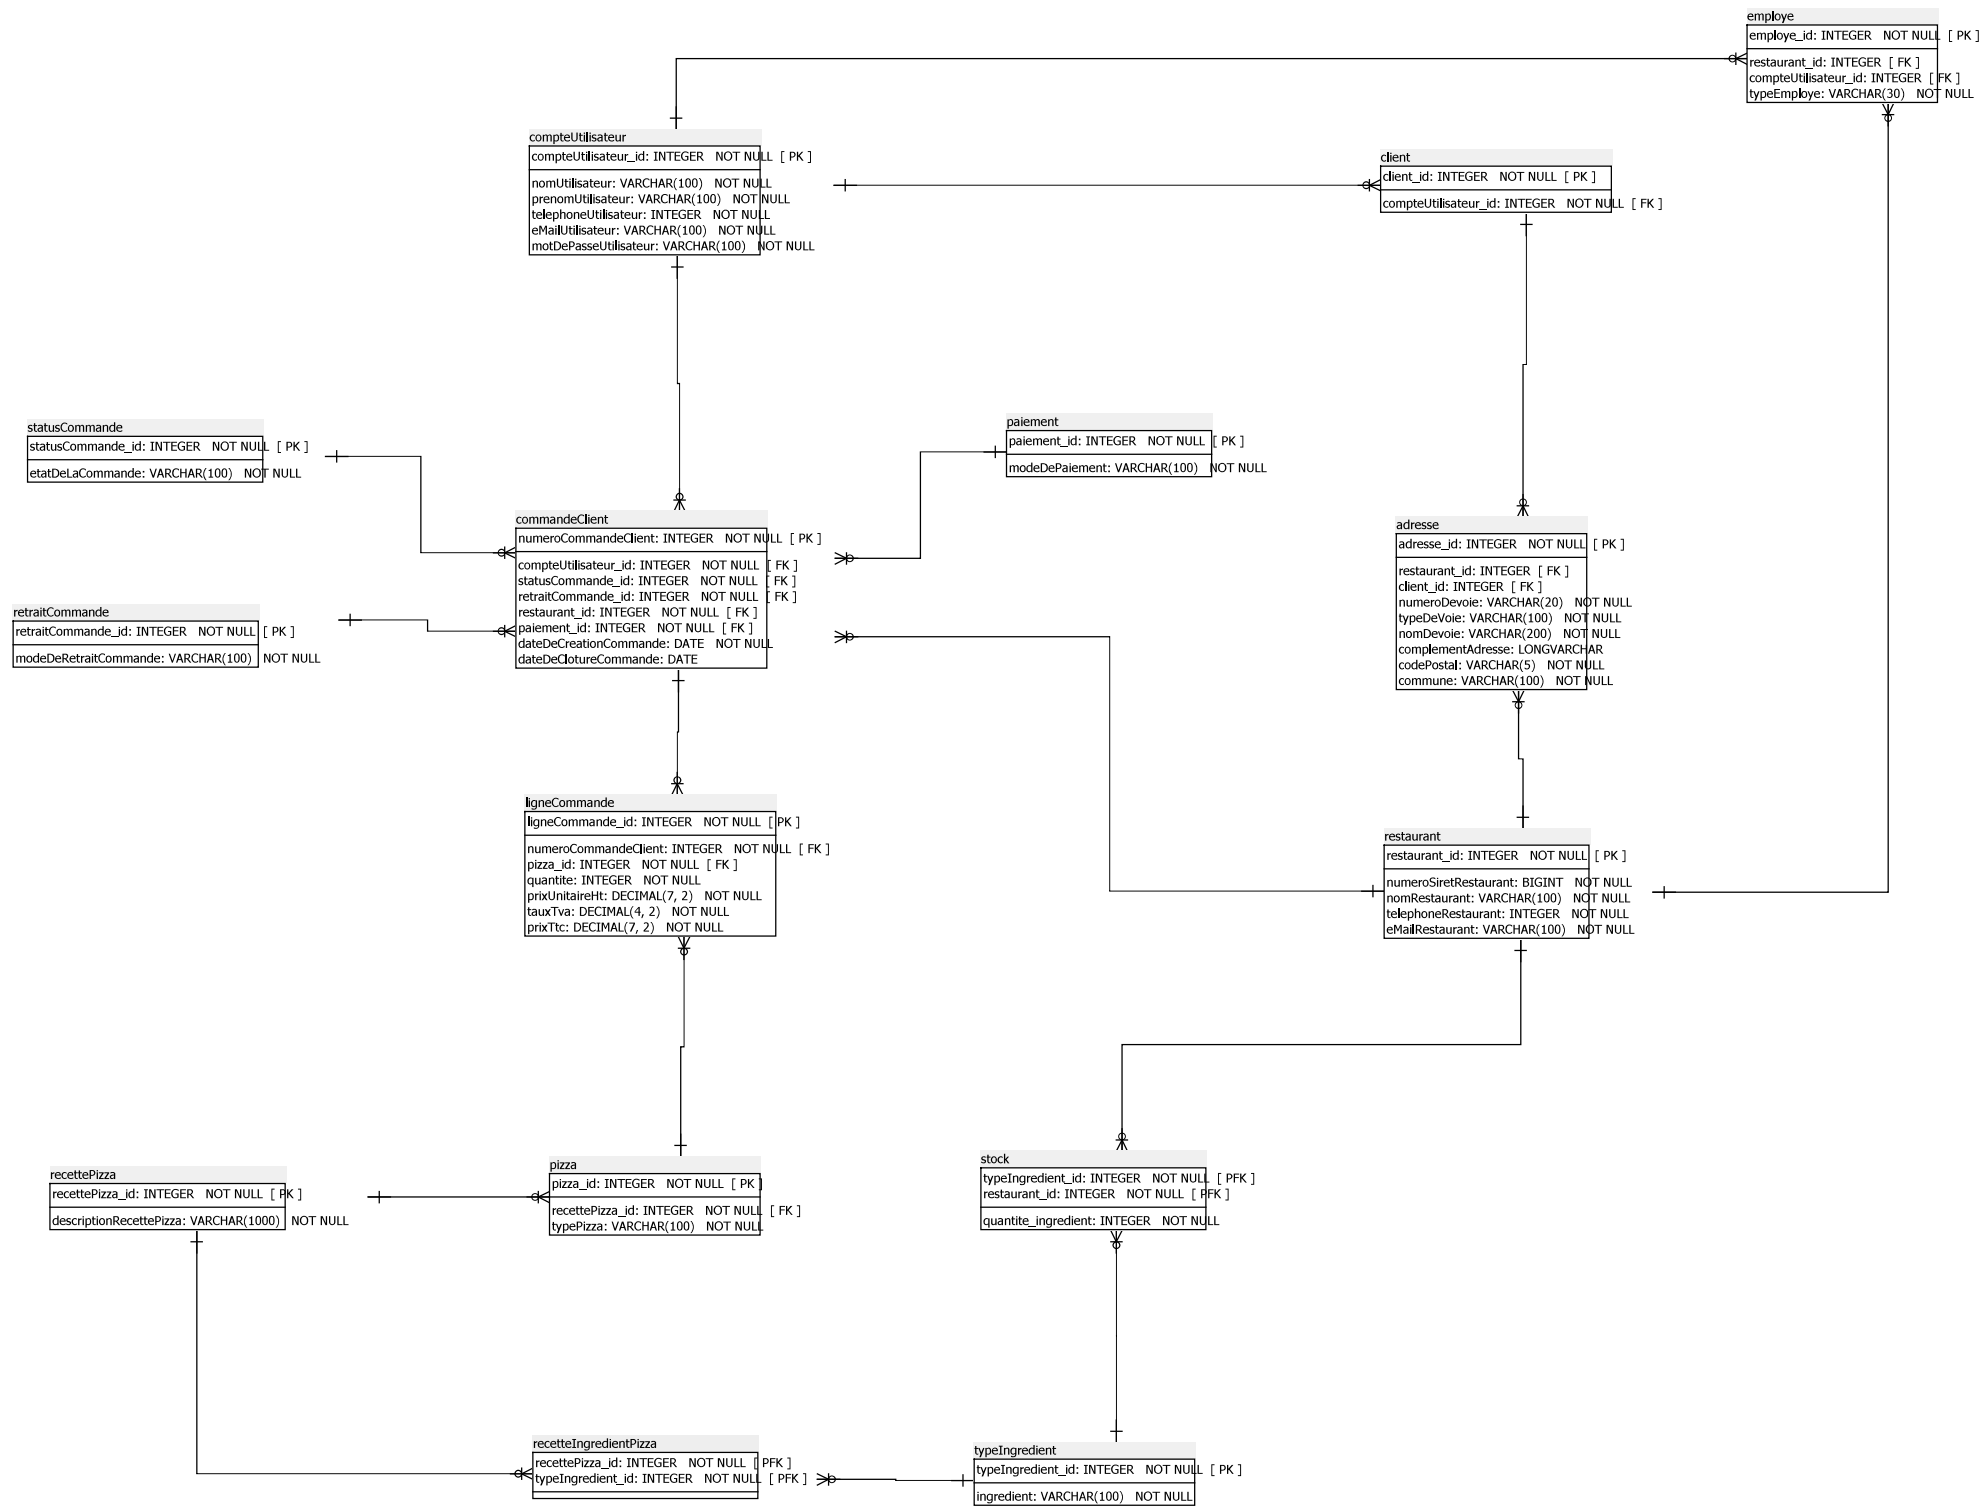 employe
employe_id: INTEGER NOT NULL [ PK ]
restaurant_id: INTEGER [ FK ]
compteUtilisateur_id: INTEGER [ FK ]
typeEmploye: VARCHAR(30) NOT NULL
compteUtilisateur
compteUtilisateur_id: INTEGER NOT NULL [ PK ]
nomUtilisateur: VARCHAR(100) NOT NULL
prenomUtilisateur: VARCHAR(100) NOT NULL
telephoneUtilisateur: INTEGER NOT NULL
eMailUtilisateur: VARCHAR(100) NOT NULL
motDePasseUtilisateur: VARCHAR(100) NOT NULL
client
client_id: INTEGER NOT NULL [ PK ]
compteUtilisateur_id: INTEGER NOT NULL [ FK ]
statusCommande
statusCommande_id: INTEGER NOT NULL [ PK ]
etatDeLaCommande: VARCHAR(100) NOT NULL
paiement
paiement_id: INTEGER NOT NULL [ PK ]
modeDePaiement: VARCHAR(100) NOT NULL
commandeClient
numeroCommandeClient: INTEGER NOT NULL [ PK ]
compteUtilisateur_id: INTEGER NOT NULL [ FK ]
statusCommande_id: INTEGER NOT NULL [ FK ]
retraitCommande_id: INTEGER NOT NULL [ FK ]
restaurant_id: INTEGER NOT NULL [ FK ]
paiement_id: INTEGER NOT NULL [ FK ]
dateDeCreationCommande: DATE NOT NULL
dateDeClotureCommande: DATE
adresse
adresse_id: INTEGER NOT NULL [ PK ]
restaurant_id: INTEGER [ FK ]
client_id: INTEGER [ FK ]
numeroDevoie: VARCHAR(20) NOT NULL
typeDeVoie: VARCHAR(100) NOT NULL
nomDevoie: VARCHAR(200) NOT NULL
complementAdresse: LONGVARCHAR
codePostal: VARCHAR(5) NOT NULL
commune: VARCHAR(100) NOT NULL
retraitCommande
retraitCommande_id: INTEGER NOT NULL [ PK ]
modeDeRetraitCommande: VARCHAR(100) NOT NULL
ligneCommande
ligneCommande_id: INTEGER NOT NULL [ PK ]
numeroCommandeClient: INTEGER NOT NULL [ FK ]
pizza_id: INTEGER NOT NULL [ FK ]
quantite: INTEGER NOT NULL
prixUnitaireHt: DECIMAL(7, 2) NOT NULL
tauxTva: DECIMAL(4, 2) NOT NULL
prixTtc: DECIMAL(7, 2) NOT NULL
restaurant
restaurant_id: INTEGER NOT NULL [ PK ]
numeroSiretRestaurant: BIGINT NOT NULL
nomRestaurant: VARCHAR(100) NOT NULL
telephoneRestaurant: INTEGER NOT NULL
eMailRestaurant: VARCHAR(100) NOT NULL
recettePizza
recettePizza_id: INTEGER NOT NULL [ PK ]
descriptionRecettePizza: VARCHAR(1000) NOT NULL
pizza
pizza_id: INTEGER NOT NULL [ PK ]
recettePizza_id: INTEGER NOT NULL [ FK ]
typePizza: VARCHAR(100) NOT NULL
stock
typeIngredient_id: INTEGER NOT NULL [ PFK ]
restaurant_id: INTEGER NOT NULL [ PFK ]
quantite_ingredient: INTEGER NOT NULL
recetteIngredientPizza
recettePizza_id: INTEGER NOT NULL [ PFK ]
typeIngredient_id: INTEGER NOT NULL [ PFK ]
typeIngredient
typeIngredient_id: INTEGER NOT NULL [ PK ]
ingredient: VARCHAR(100) NOT NULL